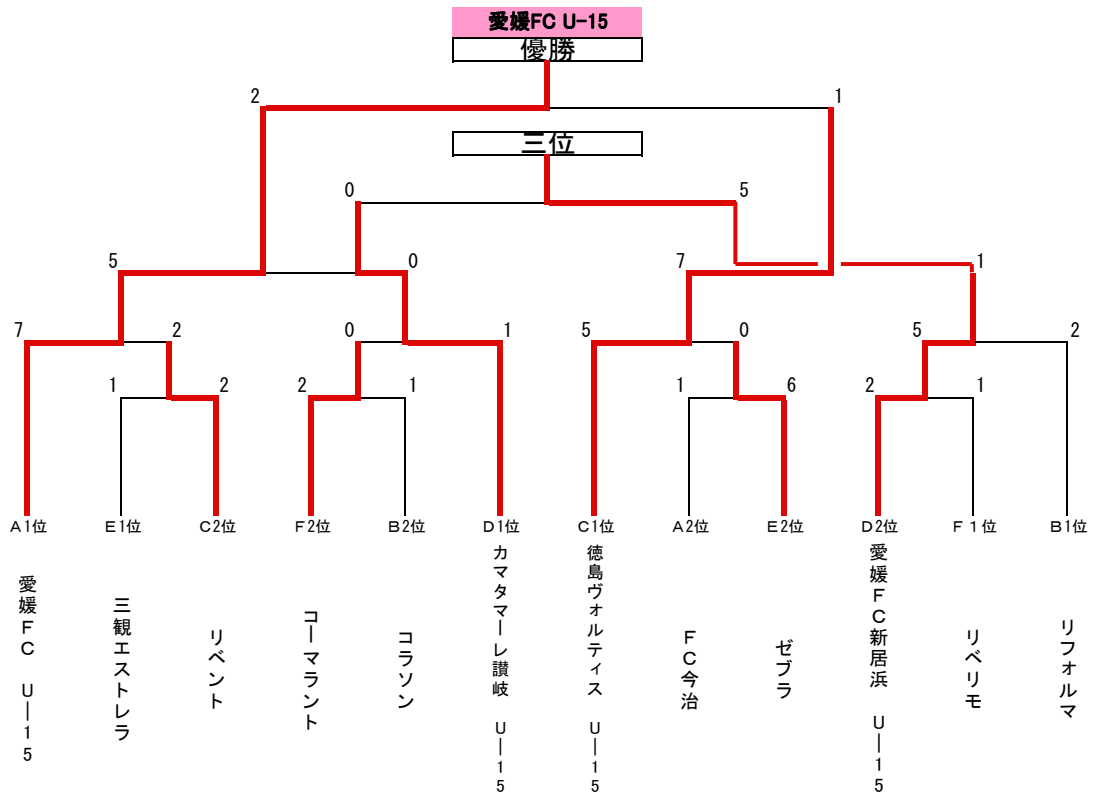 愛媛FC U-15
優勝
2 1
三位
0 5
5 0 7 1
7 2 0 1 5 0 5 2
1 2 2 1 1 6 2 1
A1位 E1位 C2位 F2位 B2位 D1位 C1位 A2位 E2位 D2位 F1位 B1位
愛媛FC U―15
三観エストレラ
リベント
コーマラント
コラソン
カマタマーレ讃岐 U―15
徳島ヴォルティス U―15
FC今治
ゼブラ
愛媛FC新居浜 U―15
リベリモ
リフォルマ